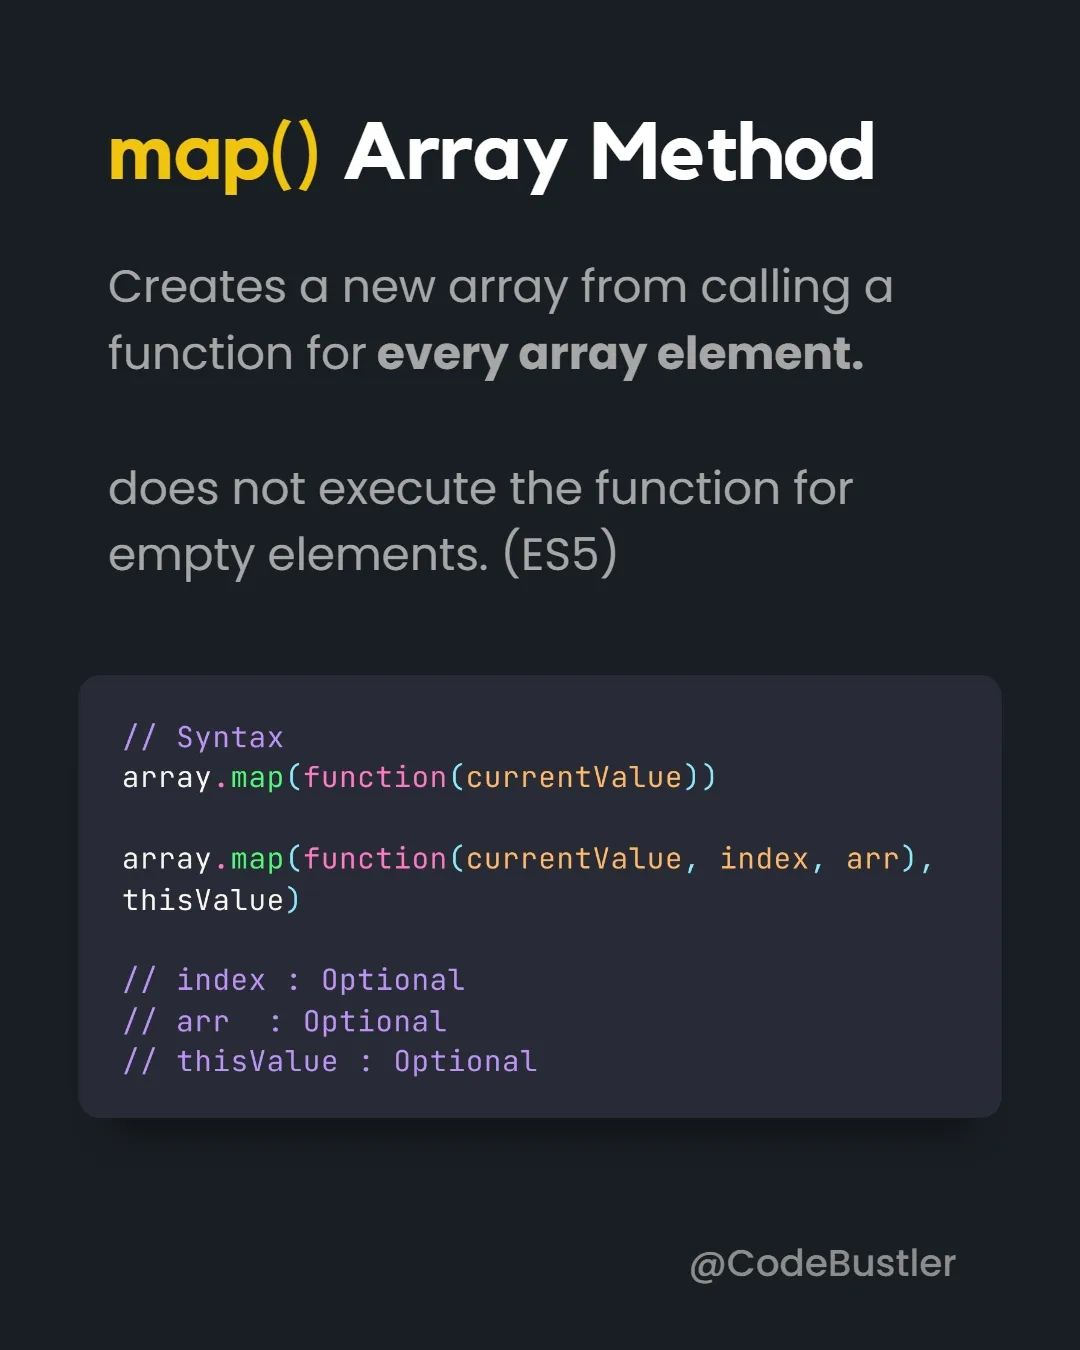 map() Array Method
Creates a new array from calling a
function for every array element.
does not execute the function for
empty elements. (ES5)
// Syntax
array.map(function(currentValue))
array.map(function(currentValue, index, arr),
thisValue)
// index : Optional
// arr  : Optional
// thisValue : Optional
@CodeBustler